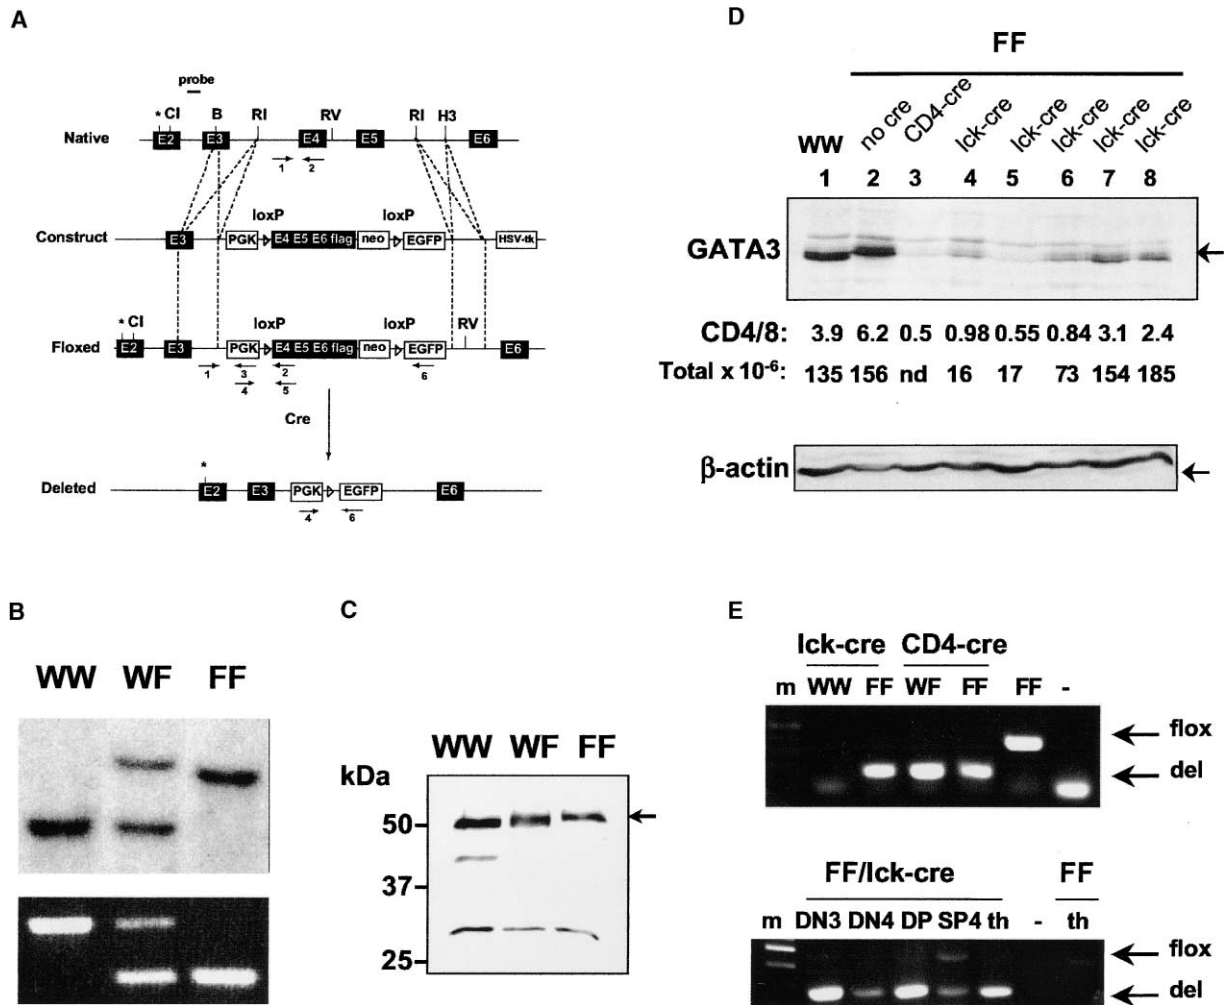 A
probe
* CI B RI RV RI H3
Native E2 E3 E4 E5 E6
1 2
loxP loxP
Construct E3 PGK E4 E5 E6 flag neo EGFP HSV-tk
loxP loxP RV
* CI
Floxed E2 E3 PGK E4 E5 E6 flag neo EGFP E6
1 3 2 6
4 5
Cre
*
Deleted E2 E3 PGK EGFP E6
4 6
B
WW WF FF
C
WW WF FF
kDa
50
37
25
D
FF
WW no cre CD4-cre lck-cre lck-cre lck-cre lck-cre lck-cre
1 2 3 4 5 6 7 8
GATA3
CD4/8: 3.9 6.2 0.5 0.98 0.55 0.84 3.1 2.4
Total x 10⁻⁶: 135 156 nd 16 17 73 154 185
β-actin
E
lck-cre CD4-cre
m WW FF WF FF FF -
flox
del
FF/lck-cre FF
m DN3 DN4 DP SP4 th - th
flox
del